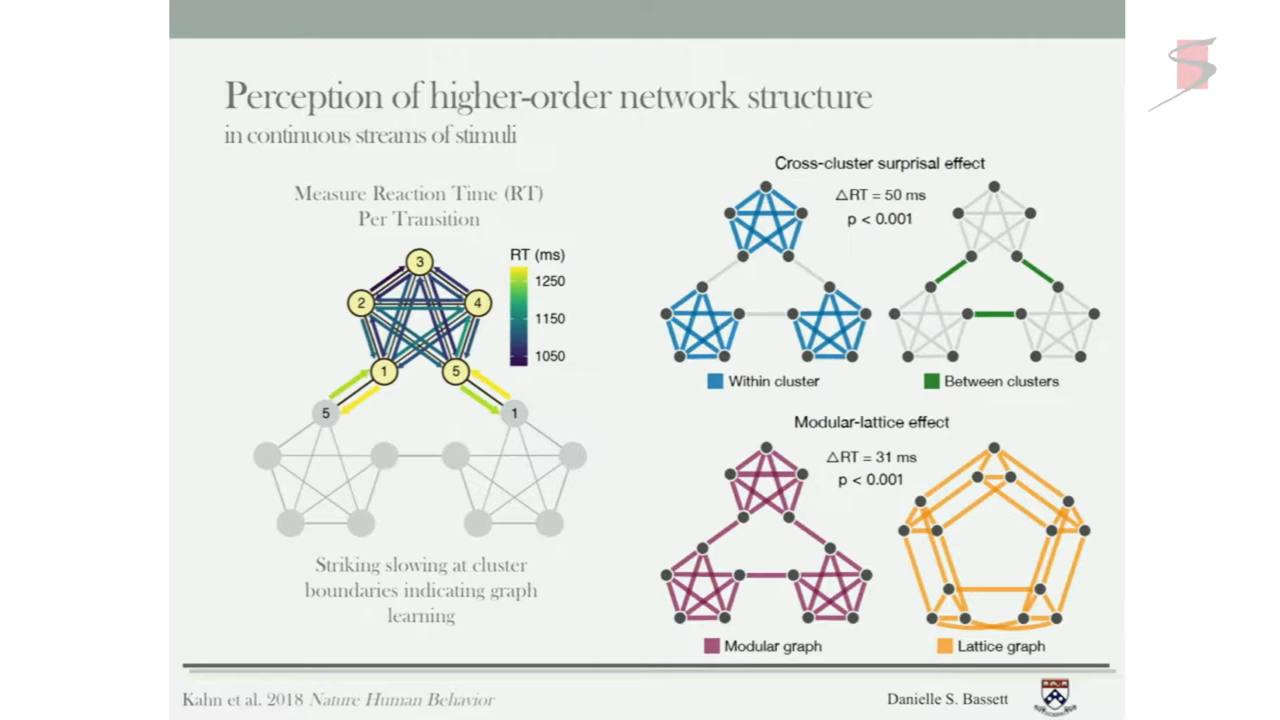 Perception of higher-order network structure
in continuous streams of stimuli
Measure Reaction Time (RT)
Per Transition
RT (ms)
1250
1150
1050
3
2
4
1
5
5
1
Striking slowing at cluster
boundaries indicating graph
learning
Cross-cluster surprisal effect
△RT = 50 ms
p < 0.001
Within cluster
Between clusters
Modular-lattice effect
△RT = 31 ms
p < 0.001
Modular graph
Lattice graph
Kahn et al. 2018 Nature Human Behavior
Danielle S. Bassett
S